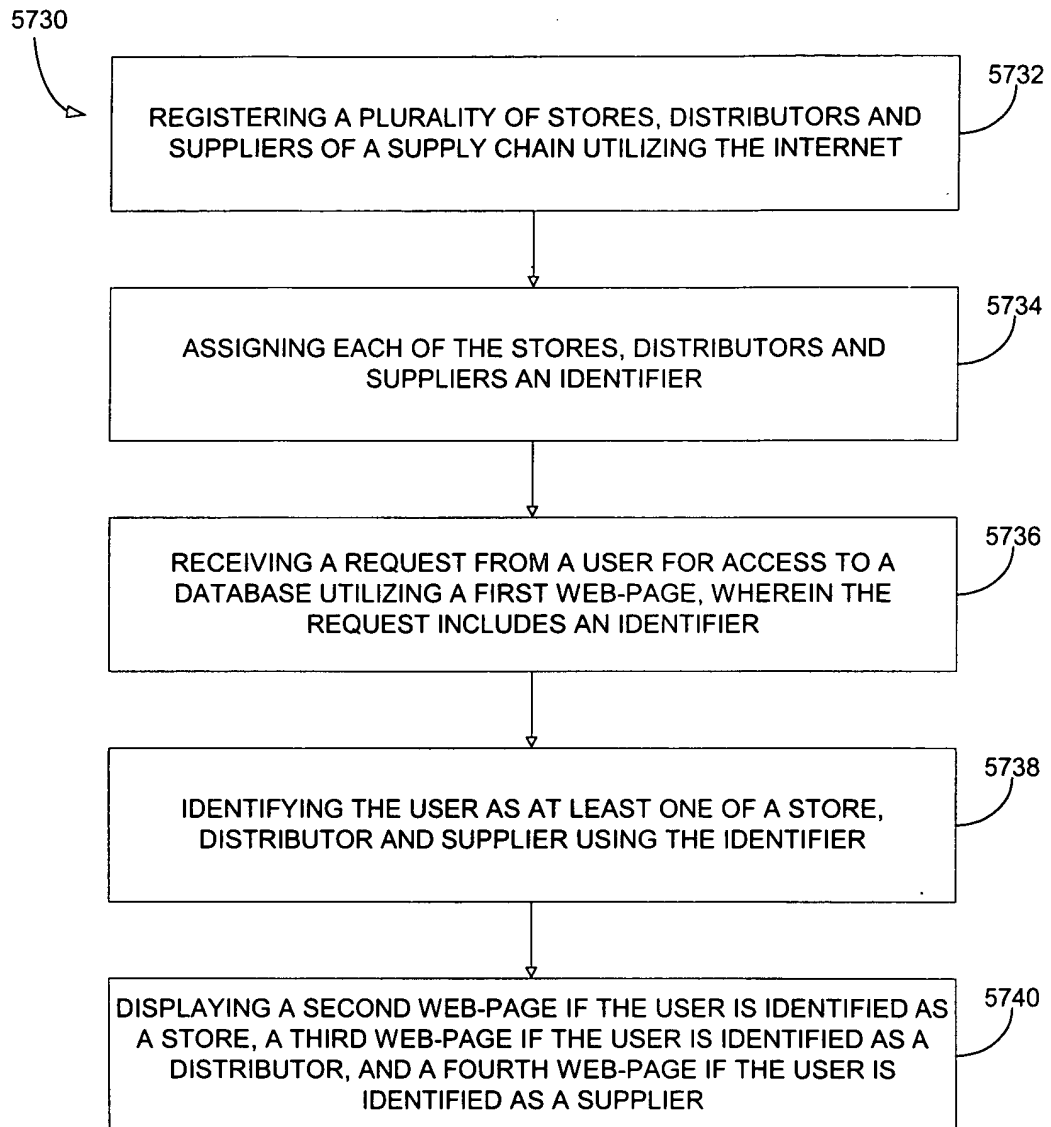 5730
5732
REGISTERING A PLURALITY OF STORES, DISTRIBUTORS AND
SUPPLIERS OF A SUPPLY CHAIN UTILIZING THE INTERNET
5734
ASSIGNING EACH OF THE STORES, DISTRIBUTORS AND
SUPPLIERS AN IDENTIFIER
5736
RECEIVING A REQUEST FROM A USER FOR ACCESS TO A
DATABASE UTILIZING A FIRST WEB-PAGE, WHEREIN THE
REQUEST INCLUDES AN IDENTIFIER
5738
IDENTIFYING THE USER AS AT LEAST ONE OF A STORE,
DISTRIBUTOR AND SUPPLIER USING THE IDENTIFIER
5740
DISPLAYING A SECOND WEB-PAGE IF THE USER IS IDENTIFIED AS
A STORE, A THIRD WEB-PAGE IF THE USER IS IDENTIFIED AS A
DISTRIBUTOR, AND A FOURTH WEB-PAGE IF THE USER IS
IDENTIFIED AS A SUPPLIER